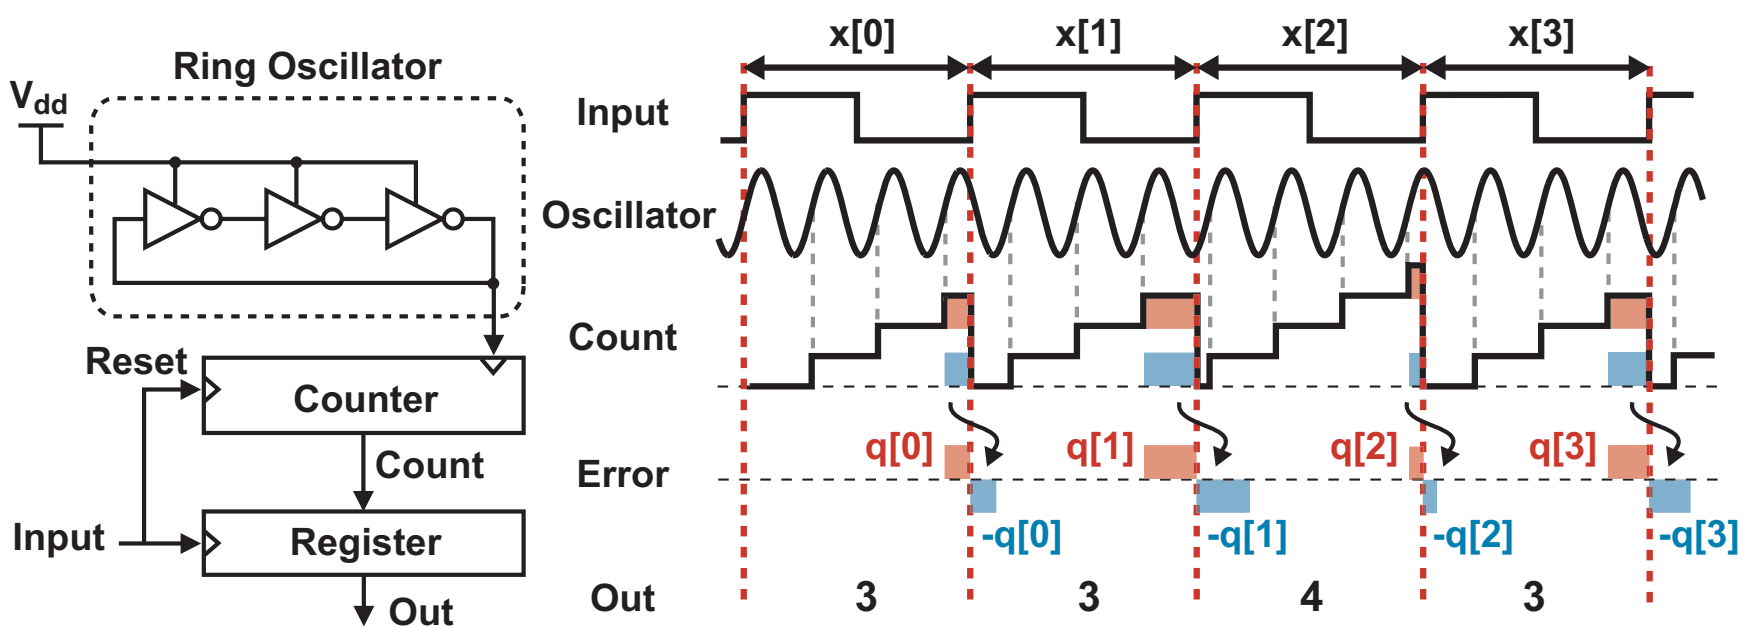 Ring Oscillator
Vdd
Reset
Counter
Count
Input
Register
Out
x[0] x[1] x[2] x[3]
Input
Oscillator
Count
q[0] q[1] q[2] q[3]
Error
-q[0] -q[1] -q[2] -q[3]
Out 3 3 4 3